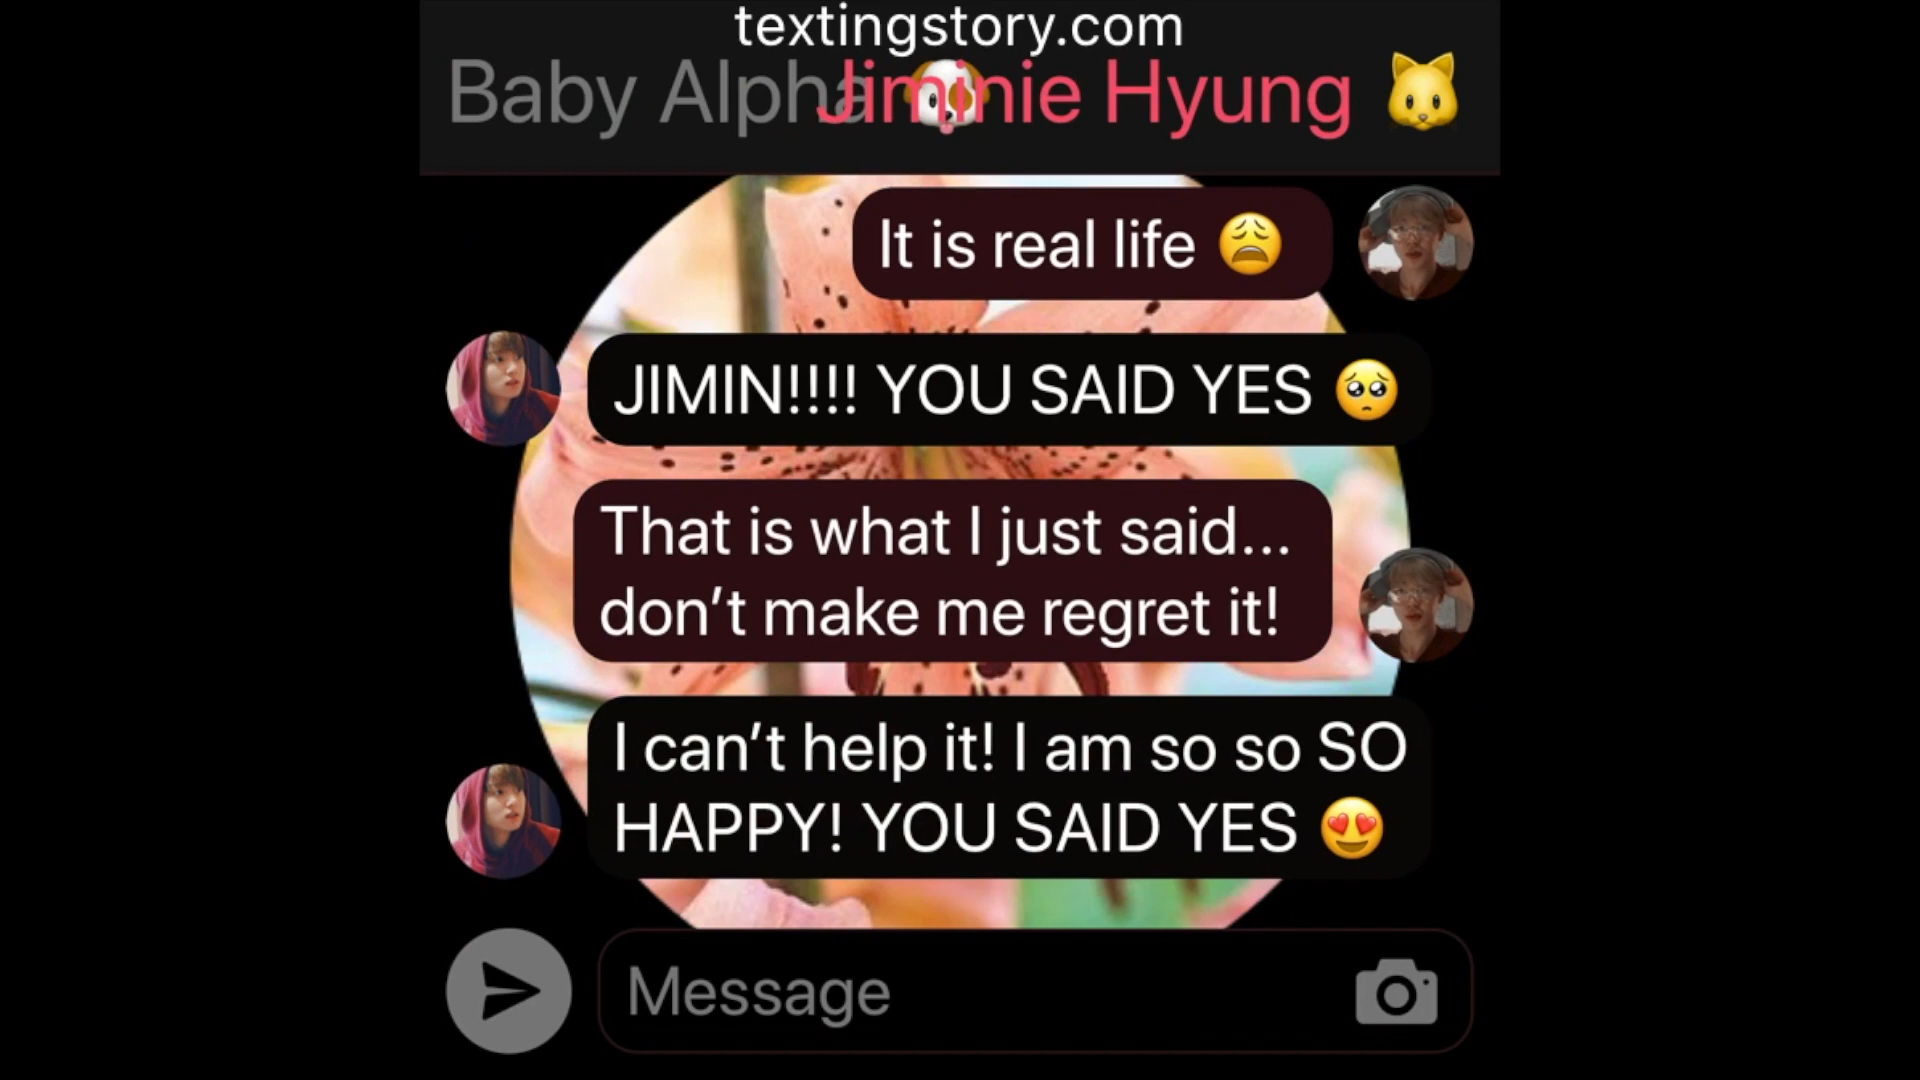 textingstory.com
Baby Alpha Jiminie Hyung
It is real life 😩
JIMIN!!!! YOU SAID YES 🥺
That is what I just said...
don’t make me regret it!
I can’t help it! I am so so SO
HAPPY! YOU SAID YES 😍
Message